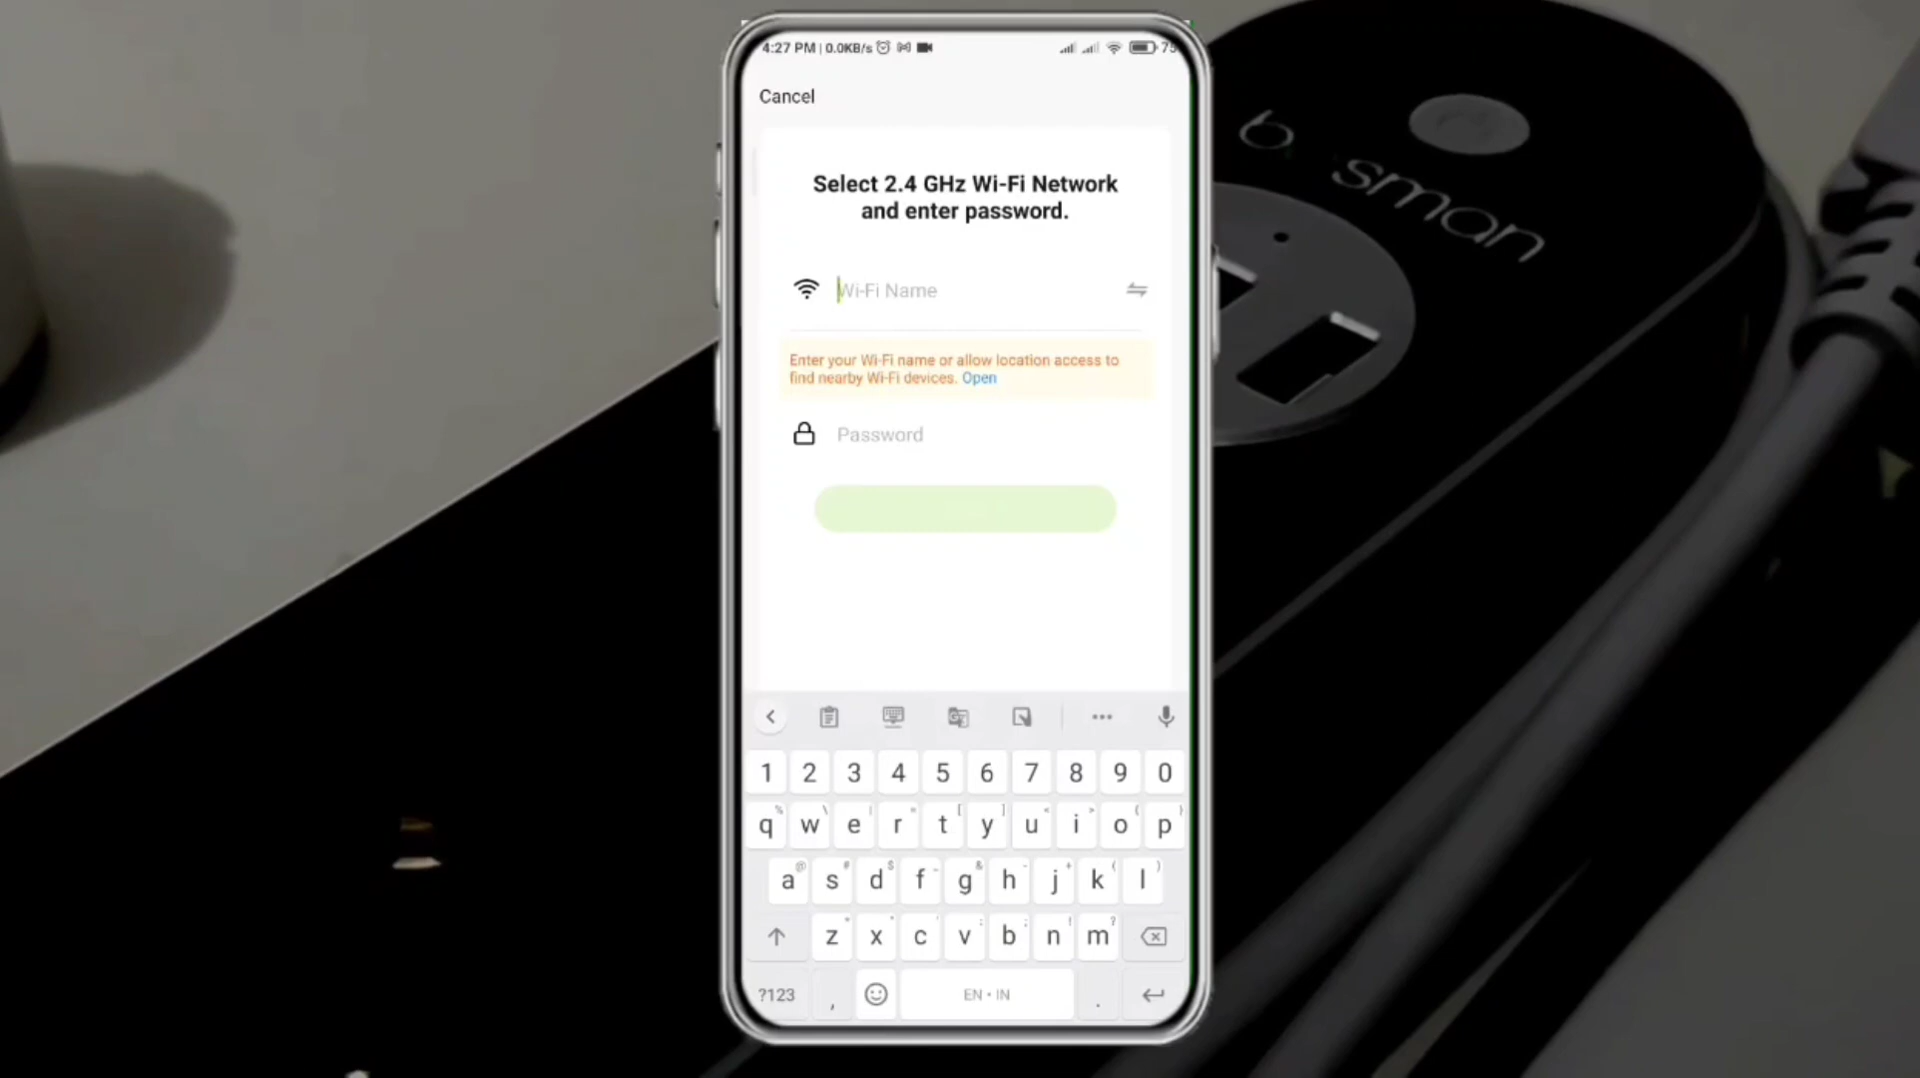 4:27 PM | 0.0KB/s
75
Cancel
Select 2.4 GHz Wi-Fi Network
and enter password.
Wi-Fi Name
Enter your Wi-Fi name or allow location access to
find nearby Wi-Fi devices. Open
Password
1 2 3 4 5 6 7 8 9 0
q w e r t y u i o p
a s d f g h j k l
z x c v b n m
?123 , EN • IN .